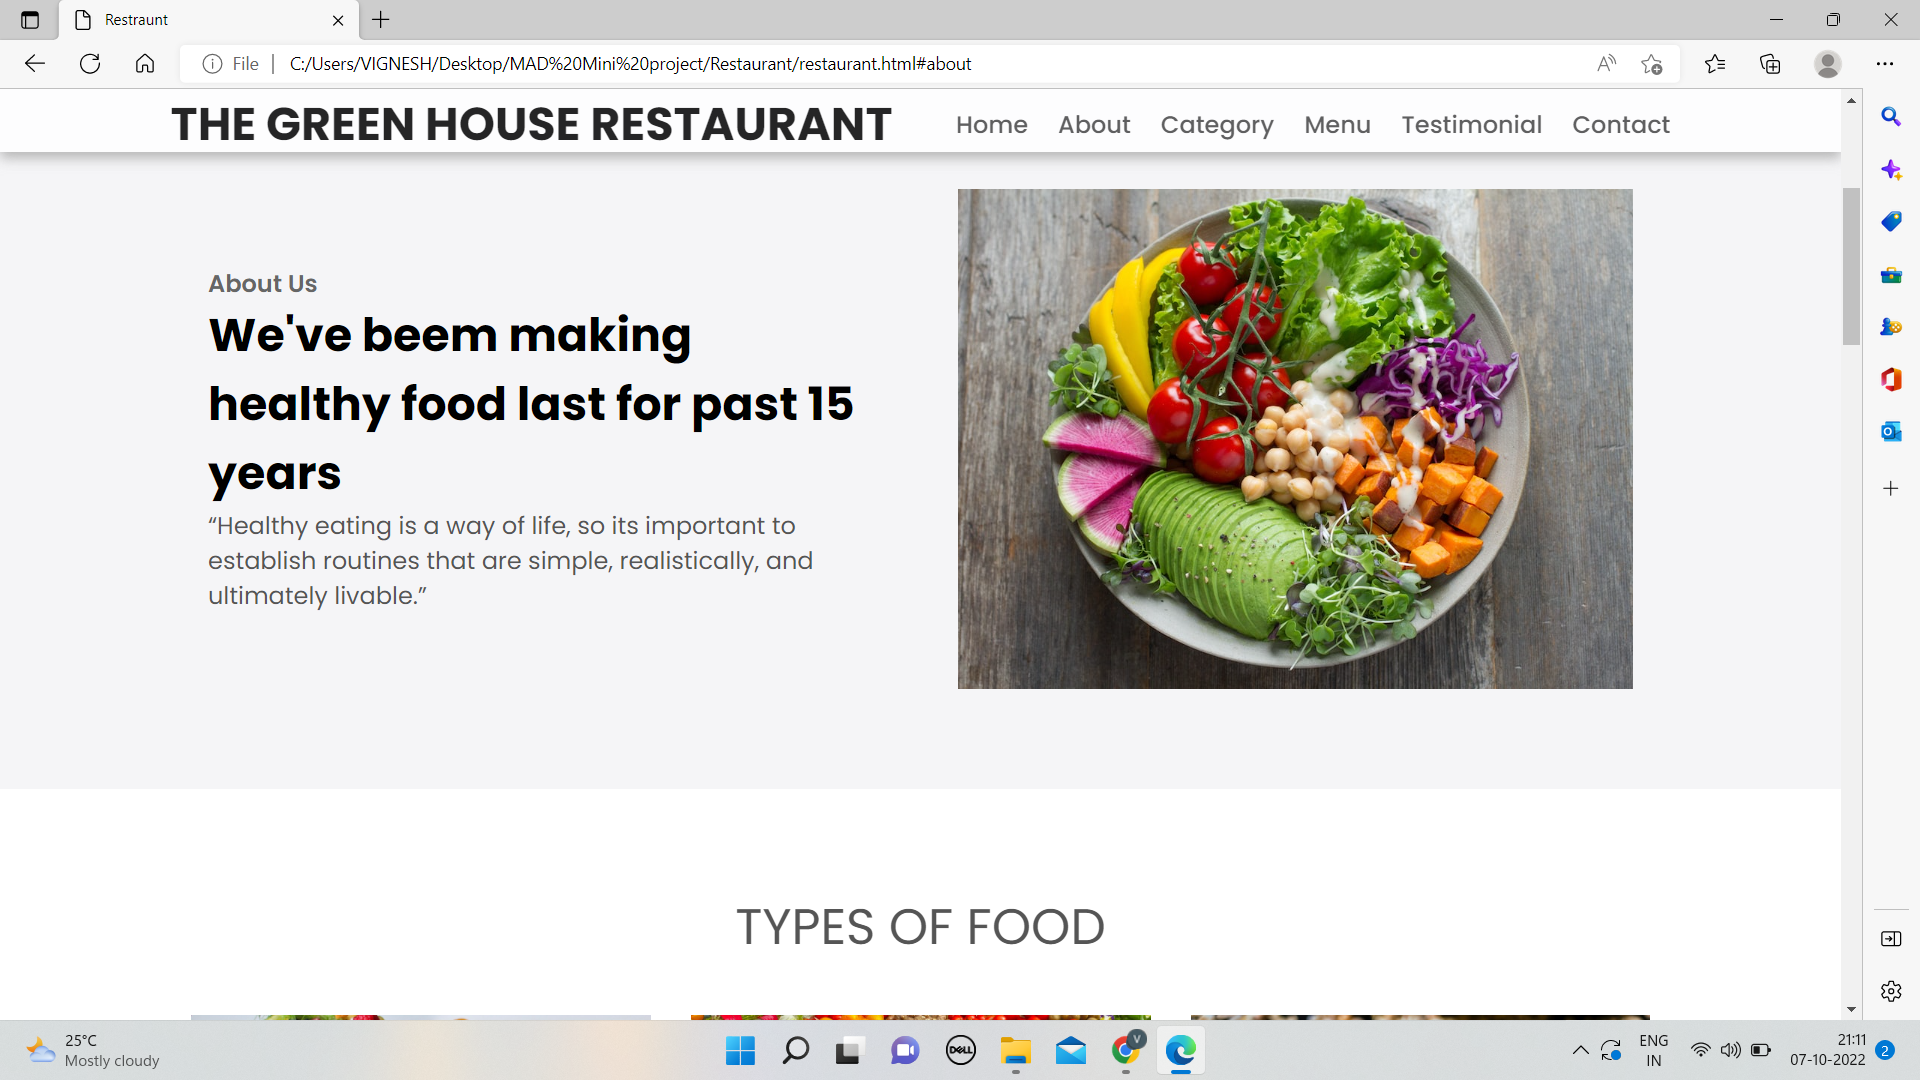 Restraunt
File
C:/Users/VIGNESH/Desktop/MAD%20Mini%20project/Restaurant/restaurant.html#about
THE GREEN HOUSE RESTAURANT
Home About Category Menu Testimonial Contact
About Us
We've beem making
healthy food last for past 15
years
“Healthy eating is a way of life, so its important to
establish routines that are simple, realistically, and
ultimately livable.”
TYPES OF FOOD
25°C
Mostly cloudy
DELL
V
ENG
IN
21:11
07-10-2022
2